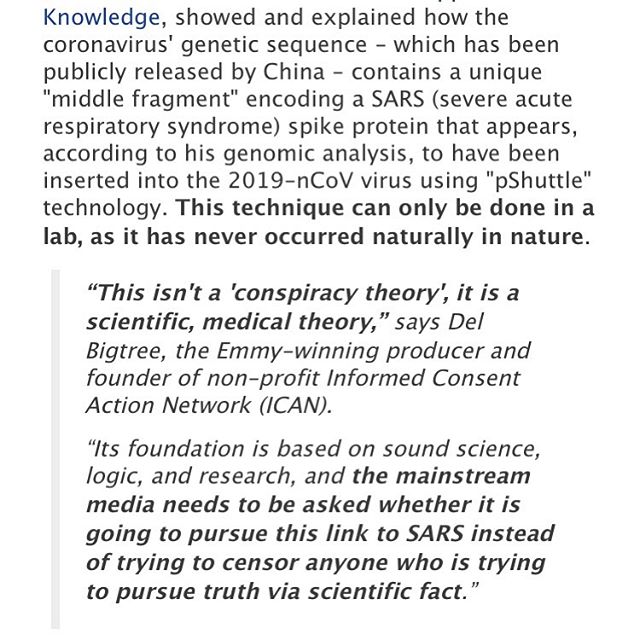 Knowledge, showed and explained how the
coronavirus' genetic sequence – which has been
publicly released by China – contains a unique
"middle fragment" encoding a SARS (severe acute
respiratory syndrome) spike protein that appears,
according to his genomic analysis, to have been
inserted into the 2019-nCoV virus using "pShuttle"
technology. This technique can only be done in a
lab, as it has never occurred naturally in nature.
“This isn't a 'conspiracy theory', it is a
scientific, medical theory,” says Del
Bigtree, the Emmy-winning producer and
founder of non-profit Informed Consent
Action Network (ICAN).
“Its foundation is based on sound science,
logic, and research, and the mainstream
media needs to be asked whether it is
going to pursue this link to SARS instead
of trying to censor anyone who is trying
to pursue truth via scientific fact.”